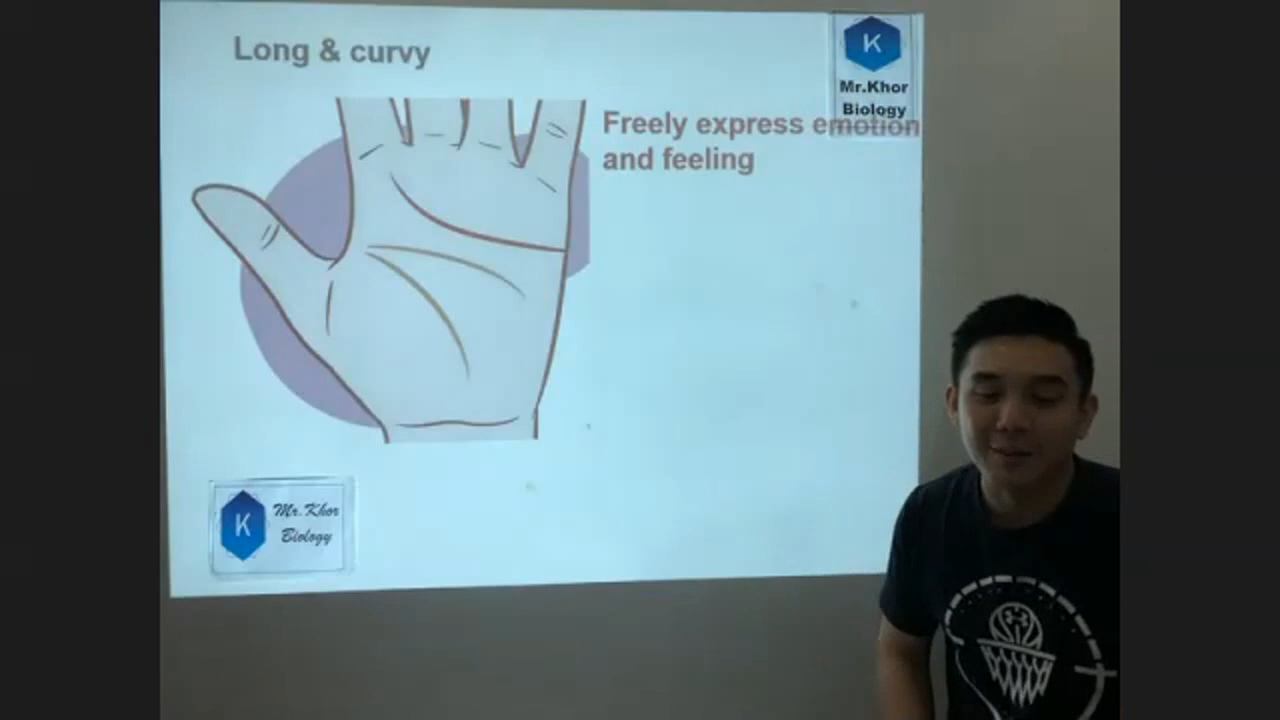 Long & curvy
K
Mr.Khor
Biology
Freely express emotion
and feeling
K
Mr.Khor
Biology